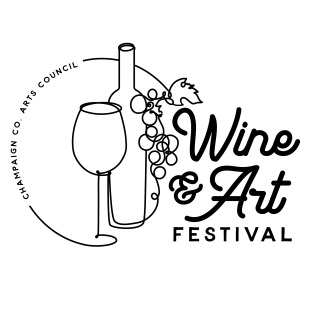 CHAMPAIGN CO. ARTS COUNCIL
Wine
& Art
FESTIVAL